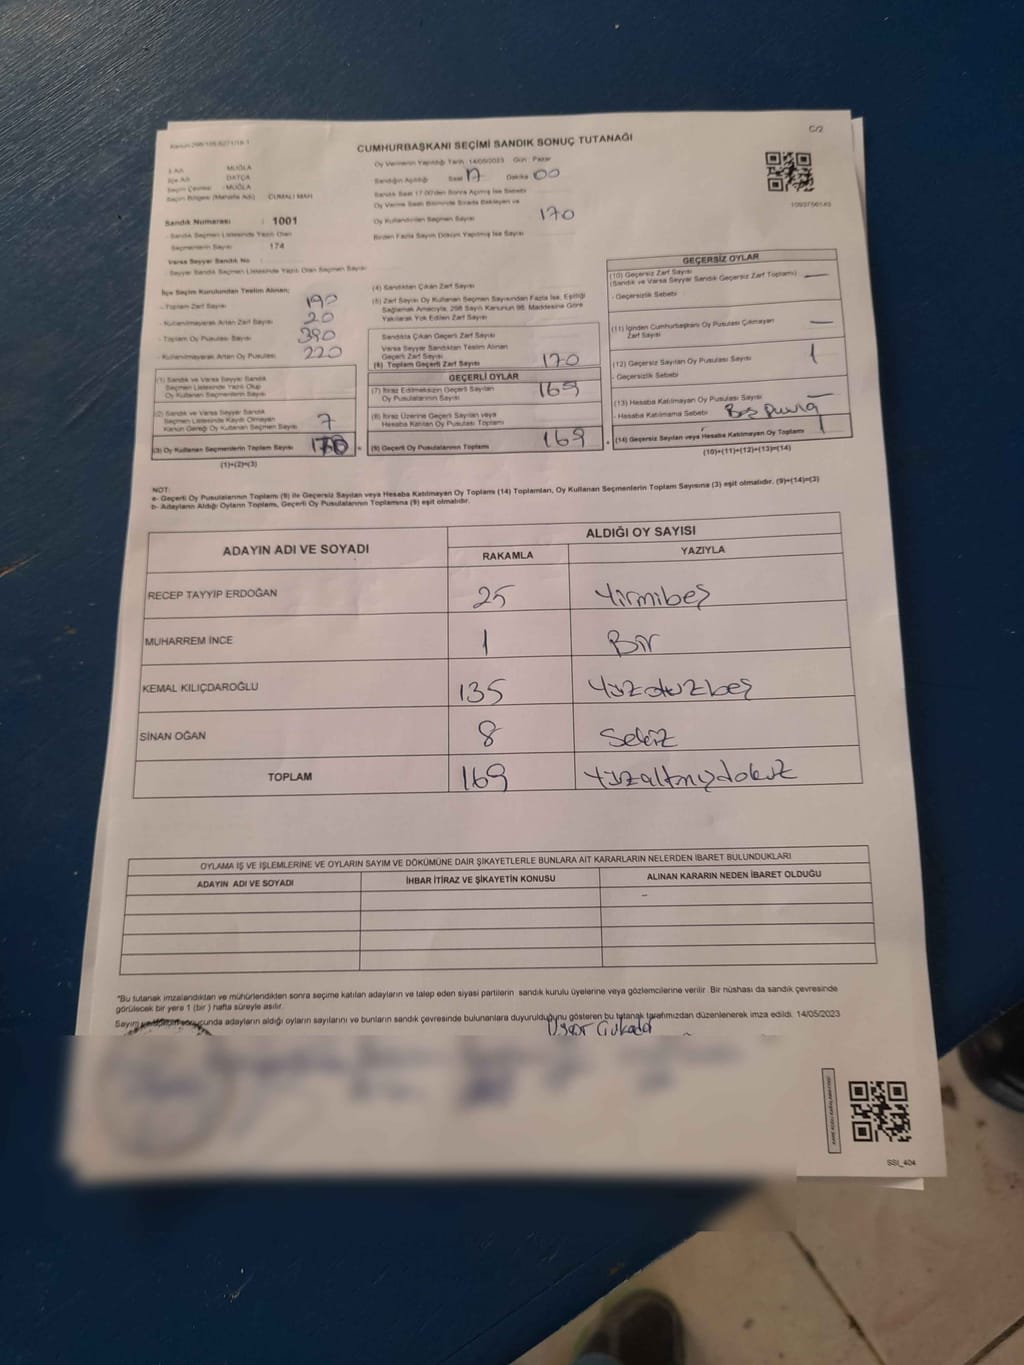 C/2
CUMHURBAŞKANI SEÇİMİ SANDIK SONUÇ TUTANAĞI
Oy Vermenin Yapıldığı Tarih 14/05/2023 Gün : Pazar
İl Adı MUĞLA
İlçe Adı DATÇA
Seçim Çevresi : MUĞLA
Seçim Bölgesi (Mahalle Adı) CUMALI MAH
Sandığın Açıldığı Saat 17 Dakika 00
Sandık Saat 17:00'den Sonra Açılmış İse Sebebi
Oy Verme Saati Bitiminde Sırada Bekleyen ve
Oy Kullandırılan Seçmen Sayısı 170
Birden Fazla Sayım Döküm Yapılmış İse Sayısı
1093756143
Sandık Numarası : 1001
- Sandık Seçmen Listesinde Yazılı Olan
Seçmenlerin Sayısı 174
Varsa Seyyar Sandık No
- Seyyar Sandık Seçmen Listesinde Yazılı Olan Seçmen Sayısı
İlçe Seçim Kurulundan Teslim Alınan;
- Toplam Zarf Sayısı 190
- Kullanılmayarak Artan Zarf Sayısı 20
- Toplam Oy Pusulası Sayısı 390
- Kullanılmayarak Artan Oy Pusulası 220
(1) Sandık ve Varsa Seyyar Sandık
Seçmen Listesinde Yazılı Olup
Oy Kullanan Seçmenlerin Sayısı
(2) Sandık ve Varsa Seyyar Sandık
Seçmen Listesinde Kaydı Olmayan
Kanun Gereği Oy Kullanan Seçmen Sayısı 7
(3) Oy Kullanan Seçmenlerin Toplam Sayısı
(1)+(2)=(3)
(4) Sandıktan Çıkan Zarf Sayısı
(5) Zarf Sayısı Oy Kullanan Seçmen Sayısından Fazla İse, Eşitliği
Sağlamak Amacıyla, 298 Sayılı Kanunun 98. Maddesine Göre
Yakılarak Yok Edilen Zarf Sayısı
Sandıkta Çıkan Geçerli Zarf Sayısı
Varsa Seyyar Sandıktan Teslim Alınan
Geçerli Zarf Sayısı
(6) Toplam Geçerli Zarf Sayısı 170
GEÇERLİ OYLAR
(7) İtiraz Edilmeksizin Geçerli Sayılan
Oy Pusulasının Sayısı 169
(8) İtiraz Üzerine Geçerli Sayılan veya
Hesaba Katılan Oy Pusulası Toplamı
(9) Geçerli Oy Pusulalarının Toplamı 169
GEÇERSİZ OYLAR
(10) Geçersiz Zarf Sayısı
(Sandık ve Varsa Seyyar Sandık Geçersiz Zarf Toplamı) —
- Geçersizlik Sebebi
(11) İçinden Cumhurbaşkanı Oy Pusulası Çıkmayan
Zarf Sayısı —
(12) Geçersiz Sayılan Oy Pusulası Sayısı 1
- Geçersizlik Sebebi
(13) Hesaba Katılmayan Oy Pusulası Sayısı —
- Hesaba Katılmama Sebebi Boş pusula
(14) Geçersiz Sayılan veya Hesaba Katılmayan Oy Toplamı 1
(10)+(11)+(12)+(13)=(14)
NOT:
a- Geçerli Oy Pusulalarının Toplamı (9) ile Geçersiz Sayılan veya Hesaba Katılmayan Oy Toplamı (14) Toplamları, Oy Kullanan Seçmenlerin Toplam Sayısına (3) eşit olmalıdır. (9)+(14)=(3)
b- Adayların Aldığı Oyların Toplamı, Geçerli Oy Pusulalarının Toplamına (9) eşit olmalıdır.
ADAYIN ADI VE SOYADI ALDIĞI OY SAYISI
RAKAMLA YAZIYLA
RECEP TAYYIP ERDOĞAN 25 Yirmibeş
MUHARREM İNCE 1 Bir
KEMAL KILIÇDAROĞLU 135 Yüzotuzbeş
SİNAN OĞAN 8 Sekiz
TOPLAM 169 Yüzaltmışdokuz
OYLAMA İŞ VE İŞLEMLERİNE VE OYLARIN SAYIM VE DÖKÜMÜNE DAİR ŞİKAYETLERLE BUNLARA AİT KARARLARIN NELERDEN İBARET BULUNDUKLARI
ADAYIN ADI VE SOYADI İHBAR İTİRAZ VE ŞİKAYETİN KONUSU ALINAN KARARIN NEDEN İBARET OLDUĞU
–
*Bu tutanak imzalandıktan ve mühürlendikten sonra seçime katılan adayların ve talep eden siyasi partilerin sandık kurulu üyelerine veya gözlemcilerine verilir. Bir nüshası da sandık çevresinde
görülecek bir yere 1 (bir ) hafta süreyle asılır.
Sayım sonucunda adayların aldığı oyların sayılarını ve bunların sandık çevresinde bulunanlara duyurulduğunu gösteren bu tutanak tarafımızdan düzenlenerek imza edildi. 14/05/2023
SSI_404